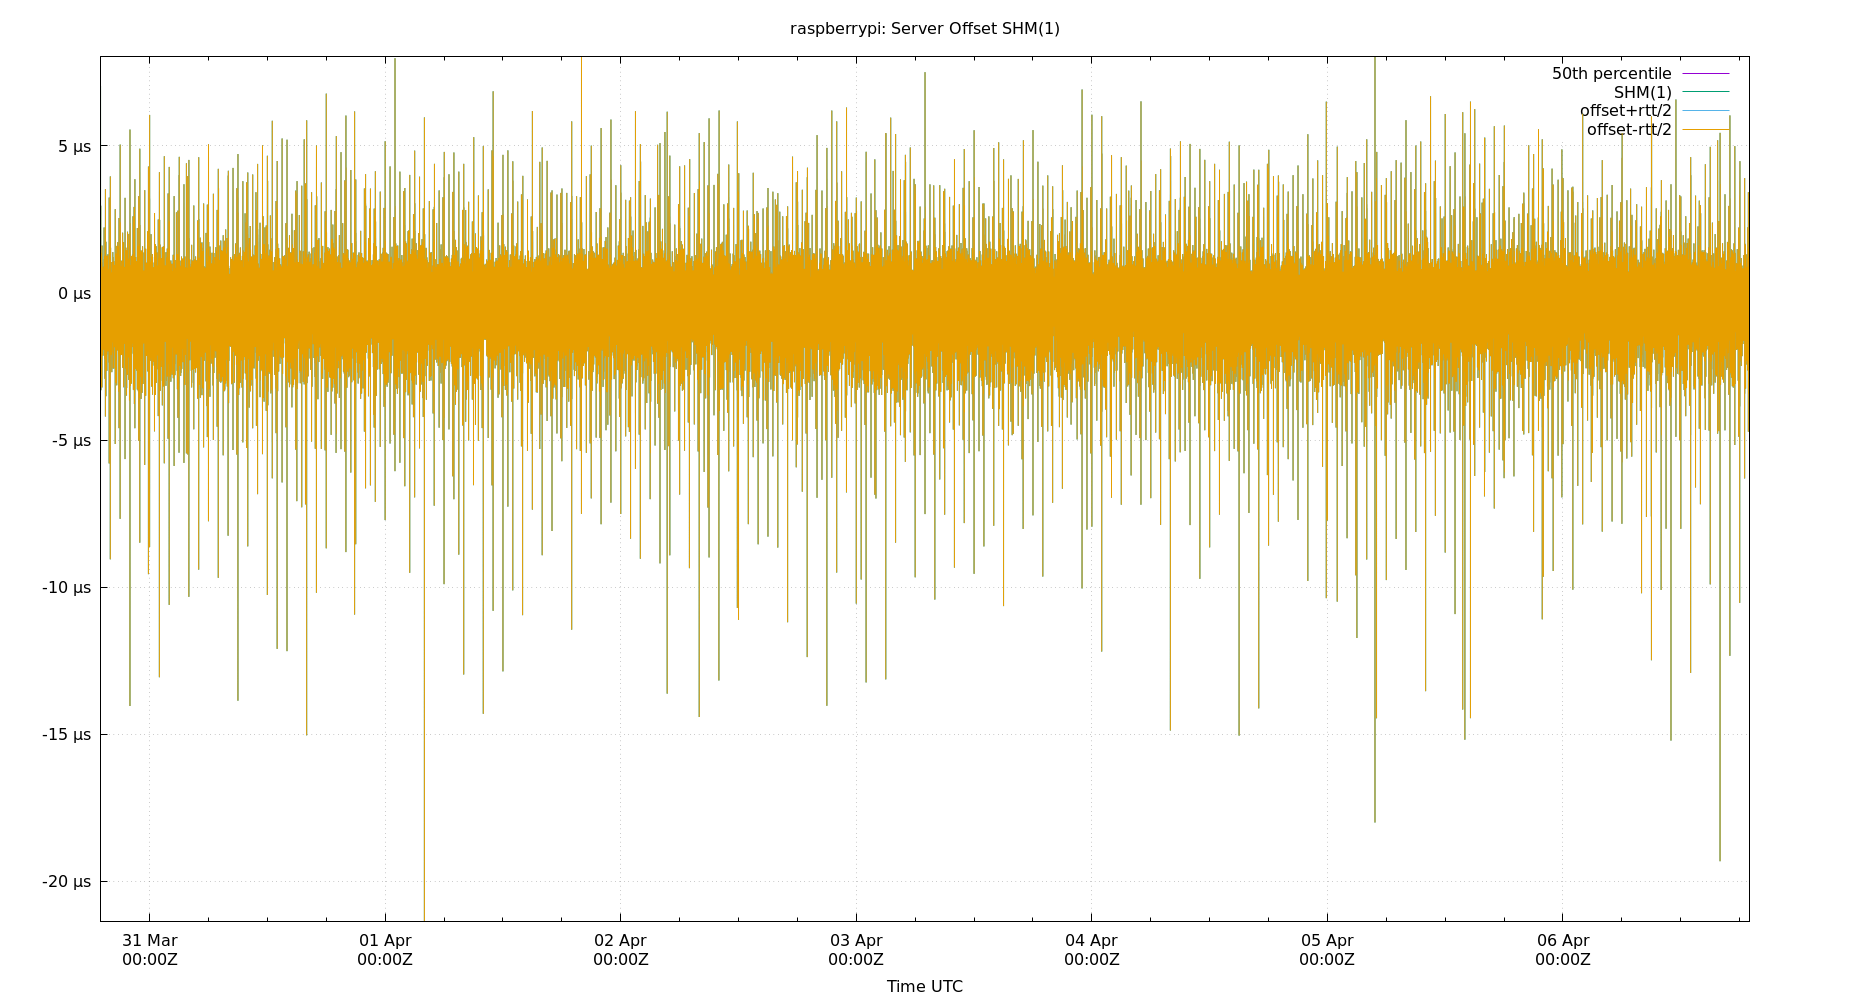 raspberrypi: Server Offset SHM(1)
50th percentile
SHM(1)
offset+rtt/2
offset-rtt/2
5 µs
0 µs
-5 µs
-10 µs
-15 µs
-20 µs
31 Mar 01 Apr 02 Apr 03 Apr 04 Apr 05 Apr 06 Apr
00:00Z 00:00Z 00:00Z 00:00Z 00:00Z 00:00Z 00:00Z
Time UTC